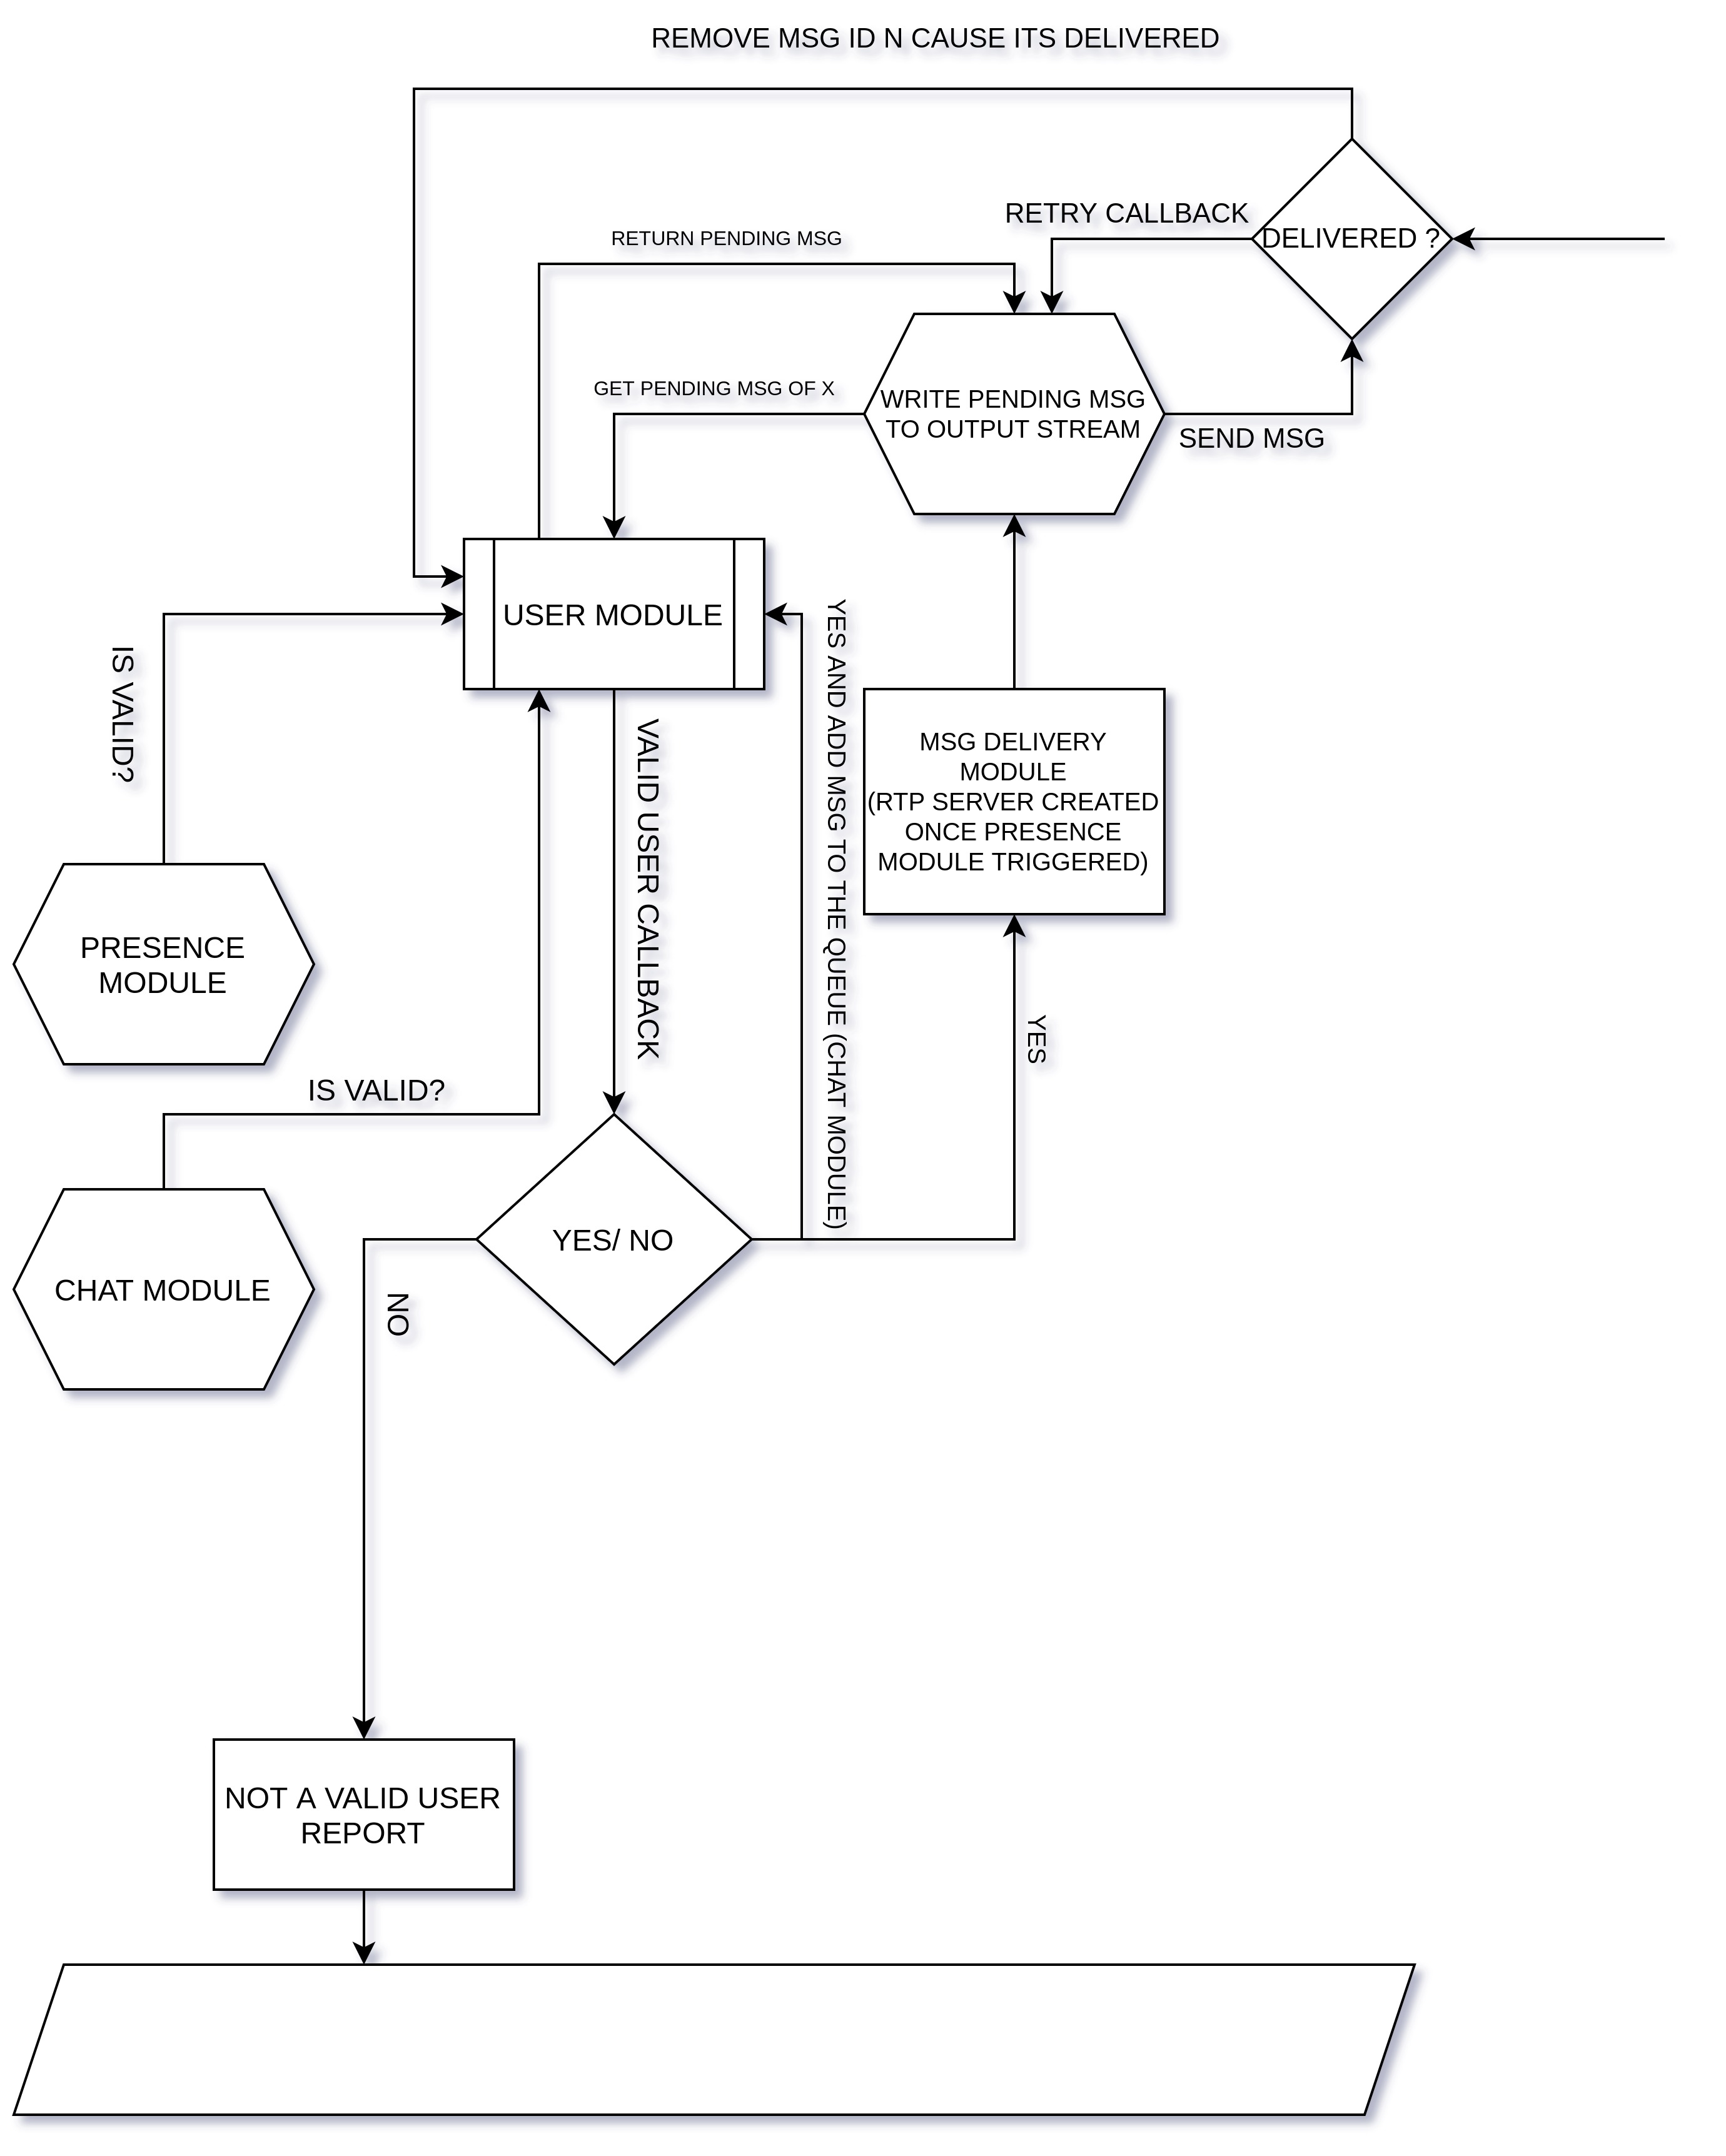 REMOVE MSG ID N CAUSE ITS DELIVERED
RETRY CALLBACK
DELIVERED ?
RETURN PENDING MSG
GET PENDING MSG OF X
WRITE PENDING MSG
TO OUTPUT STREAM
SEND MSG
USER MODULE
IS VALID?
VALID USER CALLBACK
YES AND ADD MSG TO THE QUEUE (CHAT MODULE)
MSG DELIVERY
MODULE
(RTP SERVER CREATED
ONCE PRESENCE
MODULE TRIGGERED)
PRESENCE
MODULE
YES
IS VALID?
YES/ NO
CHAT MODULE
NO
NOT A VALID USER
REPORT